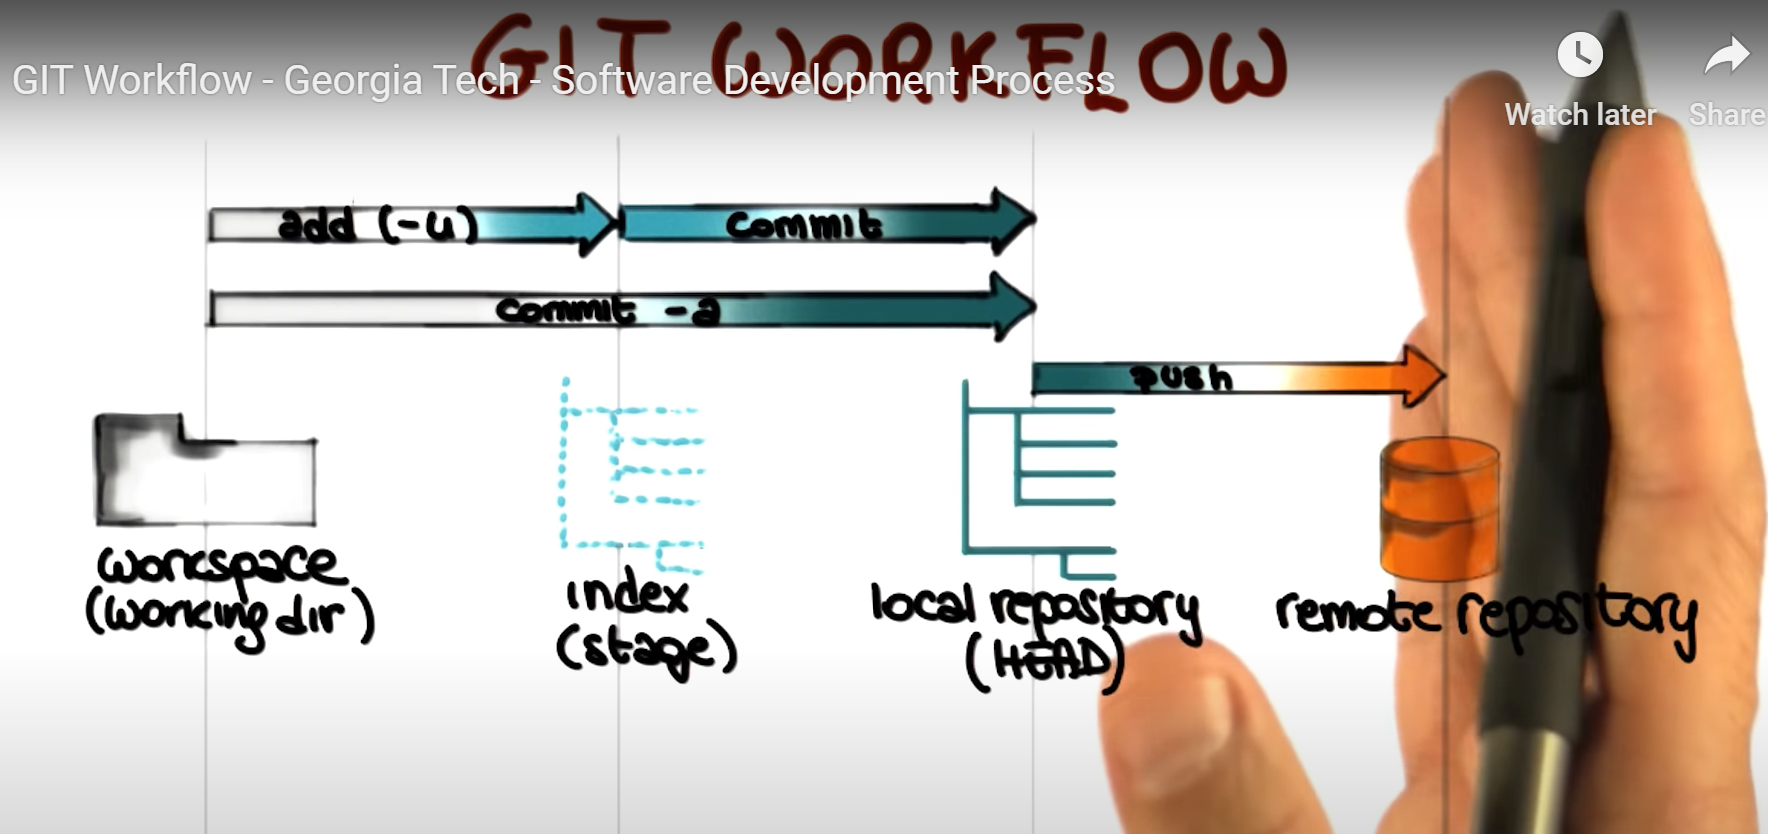 GIT WORKFLOW
GIT Workflow - Georgia Tech - Software Development Process
Watch later
Share
add (-u)
commit
commit -a
push
workspace
(working dir)
index
(stage)
local repository
(HEAD)
remote repository